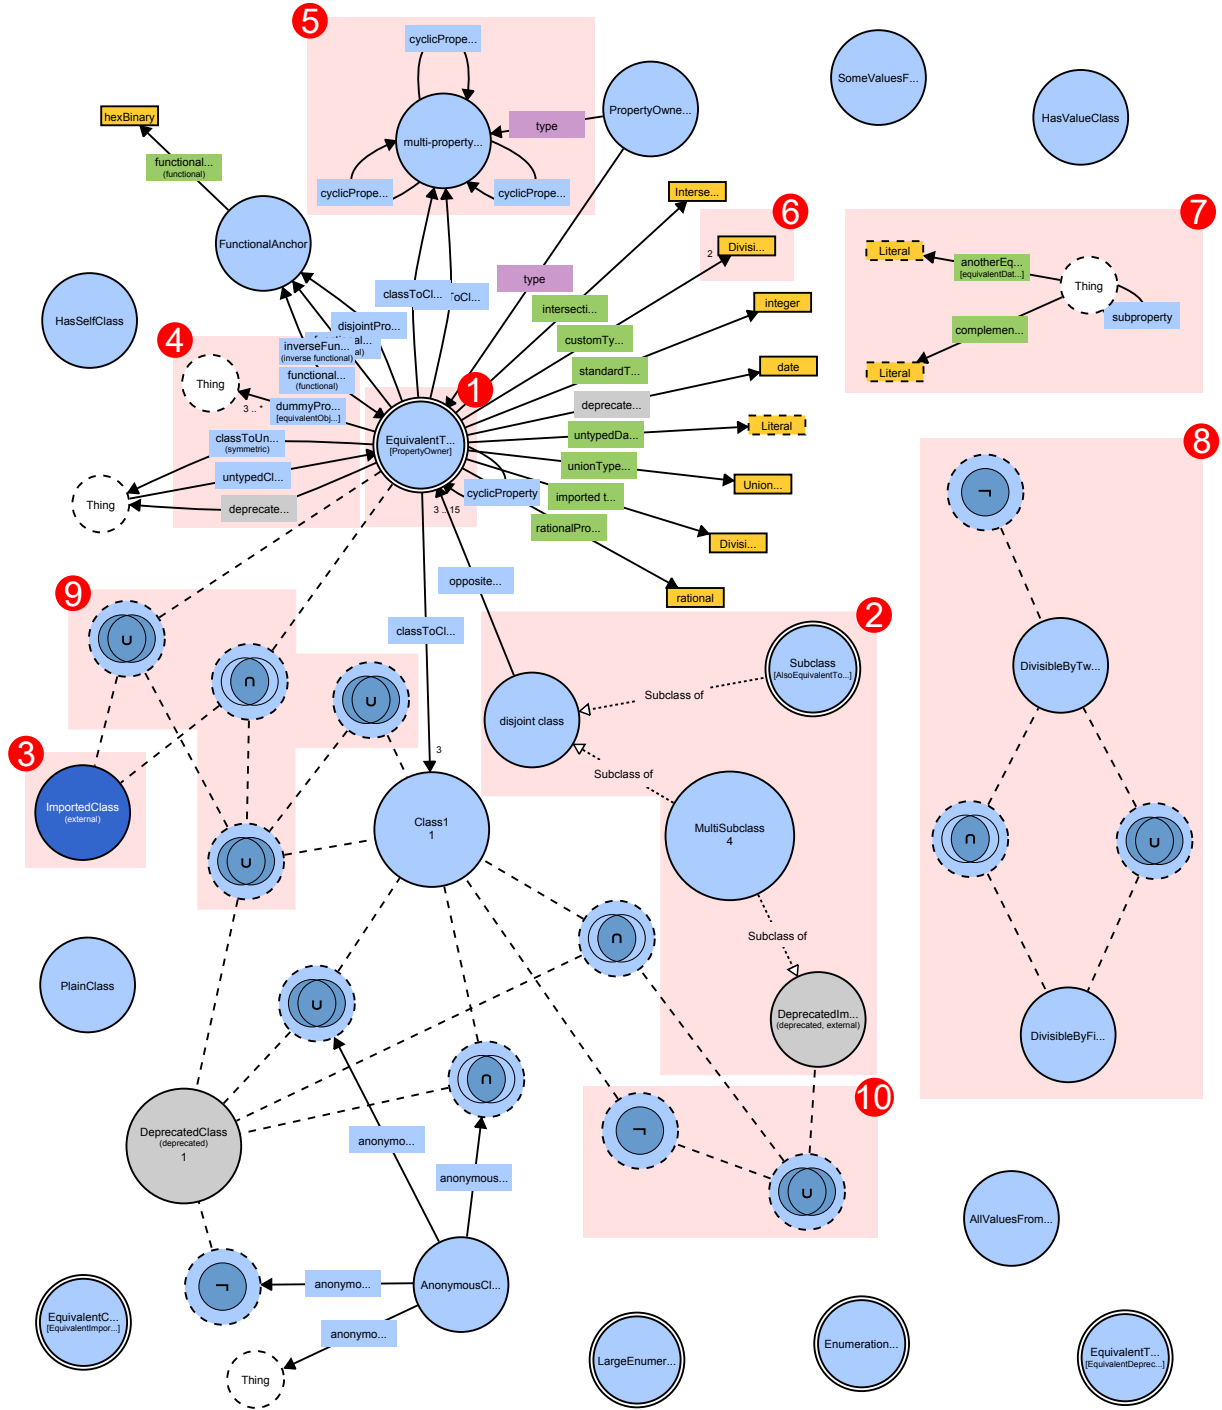 5
cyclicPrope...
SomeValuesF...
HasValueClass
hexBinary
PropertyOwne...
type
multi-property...
functional...
(functional)
cyclicPrope...
cyclicPrope...
Interse...
6
7
FunctionalAnchor
2
Divisi...
Literal
anotherEq...
[equivalentDat...]
Thing
type
classToCl...
ToCl...
integer
intersecti...
subproperty
HasSelfClass
disjointPro...
functional...
customTy...
complemen...
4
inverseFun...
(inverse functional)
standardT...
date
Literal
functional...
(functional)
1
Thing
3 .. *
dummyPro...
[equivalentObj...]
deprecate...
Literal
classToUn...
(symmetric)
EquivalentT...
[PropertyOwner]
untypedDa...
8
untypedCl...
unionType...
Union...
¬
Thing
deprecate...
cyclicProperty
imported t...
3 .. 15
rationalPro...
Divisi...
opposite...
rational
9
2
classToCl...
∪
Subclass
[AlsoEquivalentTo...]
DivisibleByTw...
∩
∪
Subclass of
disjoint class
3
3
Subclass of
ImportedClass
(external)
Class1
1
MultiSubclass
4
∩
∪
∪
∩
Subclass of
PlainClass
∪
DeprecatedIm...
(deprecated, external)
DivisibleByFi...
∩
10
DeprecatedClass
(deprecated)
1
anonymo...
¬
anonymous...
∪
AllValuesFrom...
¬
anonymo...
AnonymousCl...
EquivalentC...
[EquivalentImpor...]
anonymo...
Enumeration...
LargeEnumer...
EquivalentT...
[EquivalentDeprec...]
Thing